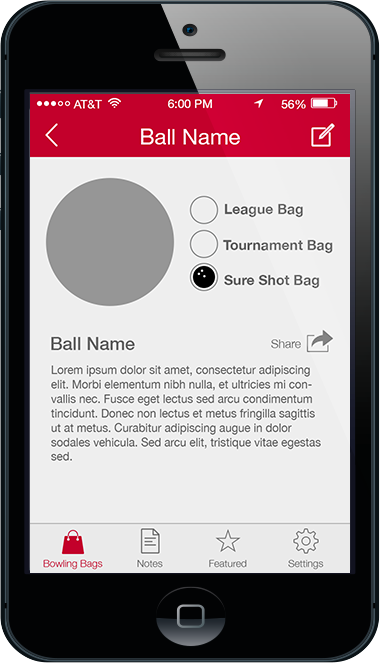 AT&T 6:00 PM 56%
Ball Name
League Bag
Tournament Bag
Sure Shot Bag
Ball Name Share
Lorem ipsum dolor sit amet, consectetur adipiscing
elit. Morbi elementum nibh nulla, et ultricies mi con-
vallis nec. Fusce eget lectus sed arcu condimentum
tincidunt. Donec non lectus et metus fringilla sagittis
ut at metus. Curabitur adipiscing augue in dolor
sodales vehicula. Sed arcu elit, tristique vitae egestas
sed.
Bowling Bags Notes Featured Settings